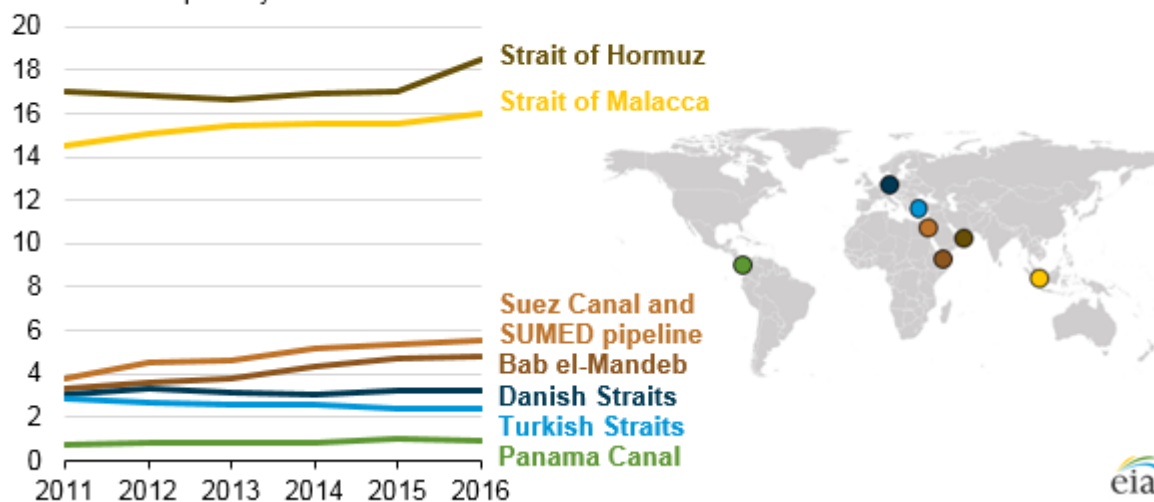 20
18
16
14
12
10
8
6
4
2
0
2011 2012 2013 2014 2015 2016
Strait of Hormuz
Strait of Malacca
Suez Canal and
SUMED pipeline
Bab el-Mandeb
Danish Straits
Turkish Straits
Panama Canal
eia